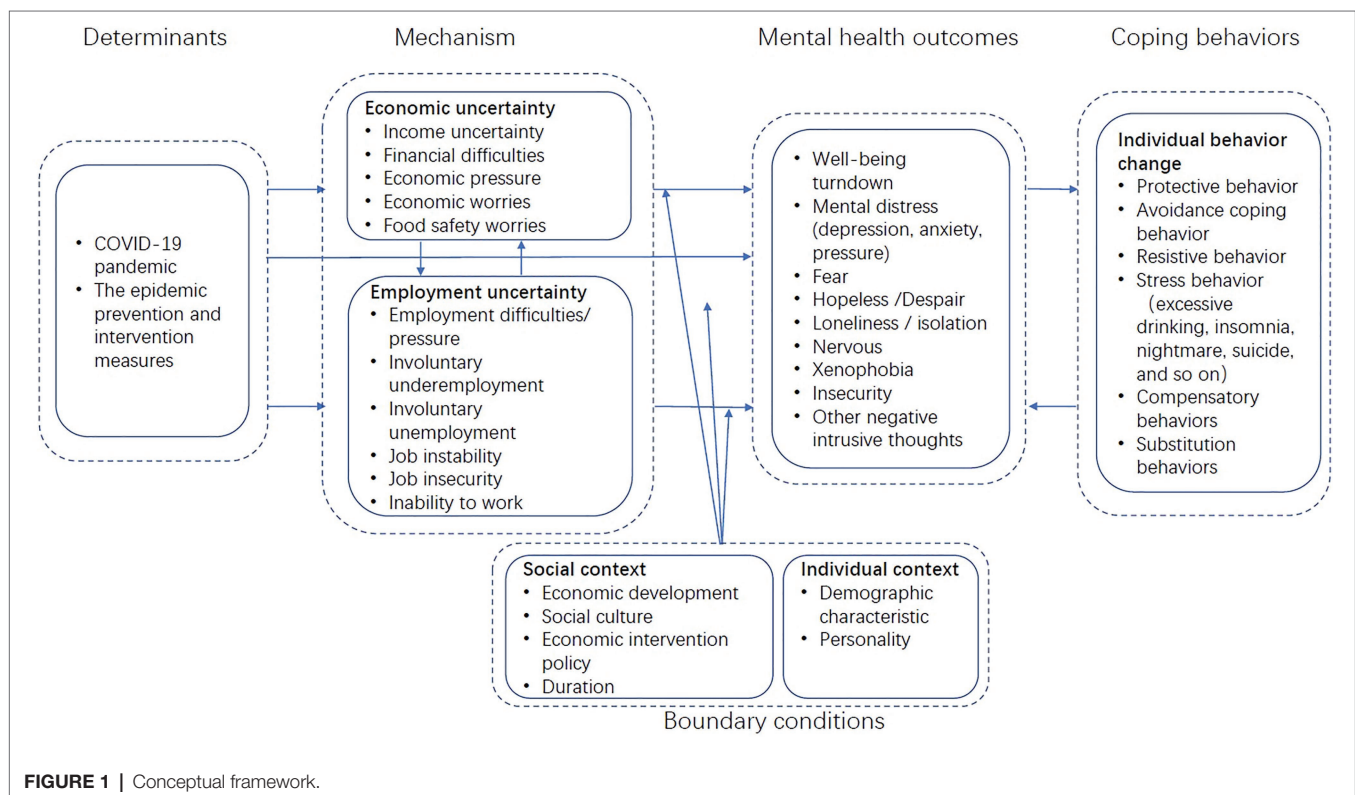 Determinants
Mechanism
Mental health outcomes
Coping behaviors
• COVID-19
pandemic
• The epidemic
prevention and
intervention
measures
Economic uncertainty
• Income uncertainty
• Financial difficulties
• Economic pressure
• Economic worries
• Food safety worries
Employment uncertainty
• Employment difficulties/
pressure
• Involuntary
underemployment
• Involuntary
unemployment
• Job instability
• Job insecurity
• Inability to work
• Well-being
turndown
• Mental distress
(depression, anxiety,
pressure)
• Fear
• Hopeless /Despair
• Loneliness / isolation
• Nervous
• Xenophobia
• Insecurity
• Other negative
intrusive thoughts
Individual behavior
change
• Protective behavior
• Avoidance coping
behavior
• Resistive behavior
• Stress behavior
（excessive
drinking, insomnia,
nightmare, suicide,
and so on）
• Compensatory
behaviors
• Substitution
behaviors
Social context
• Economic development
• Social culture
• Economic intervention
policy
• Duration
Individual context
• Demographic
characteristic
• Personality
Boundary conditions
FIGURE 1 | Conceptual framework.